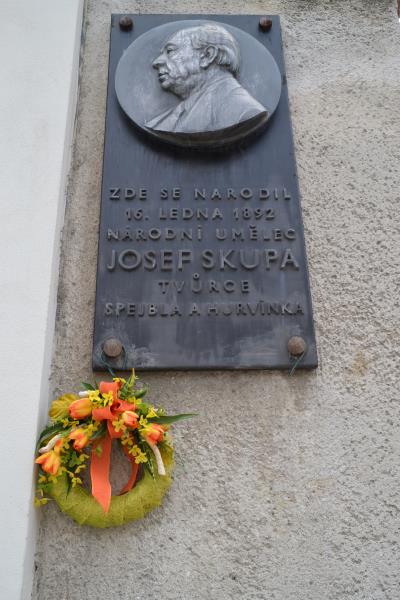 ZDE SE NARODIL
16. LEDNA 1892
NÁRODNÍ UMĚLEC
JOSEF SKUPA
TVŮRCE
SPEJBLA A HURVÍNKA